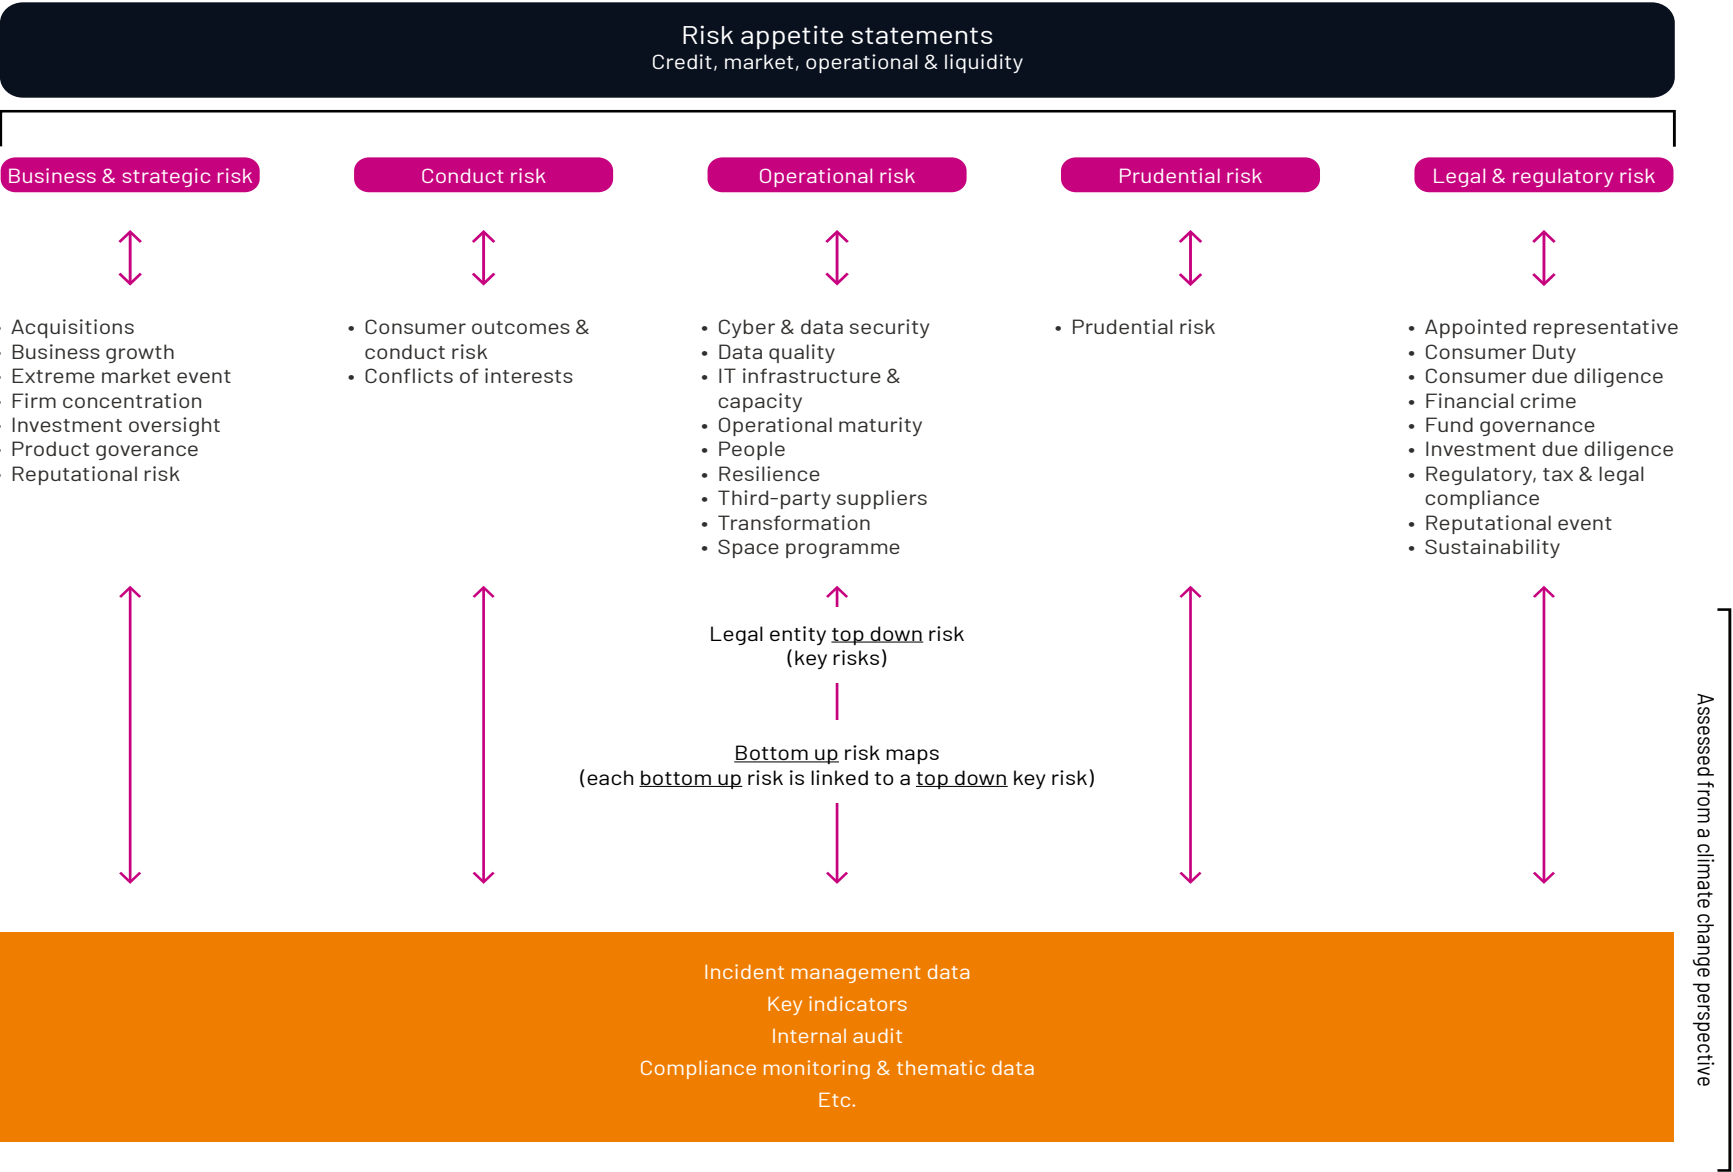 Risk appetite statements
Credit, market, operational & liquidity
Business & strategic risk
Conduct risk
Operational risk
Prudential risk
Legal & regulatory risk
Acquisitions
Business growth
Extreme market event
Firm concentration
Investment oversight
Product goverance
Reputational risk
• Consumer outcomes &
conduct risk
• Conflicts of interests
• Cyber & data security
• Data quality
• IT infrastructure &
capacity
• Operational maturity
• People
• Resilience
• Third-party suppliers
• Transformation
• Space programme
• Prudential risk
• Appointed representative
• Consumer Duty
• Consumer due diligence
• Financial crime
• Fund governance
• Investment due diligence
• Regulatory, tax & legal
compliance
• Reputational event
• Sustainability
Legal entity top down risk
(key risks)
Bottom up risk maps
(each bottom up risk is linked to a top down key risk)
Assessed from a climate change perspective
Incident management data
Key indicators
Internal audit
Compliance monitoring & thematic data
Etc.